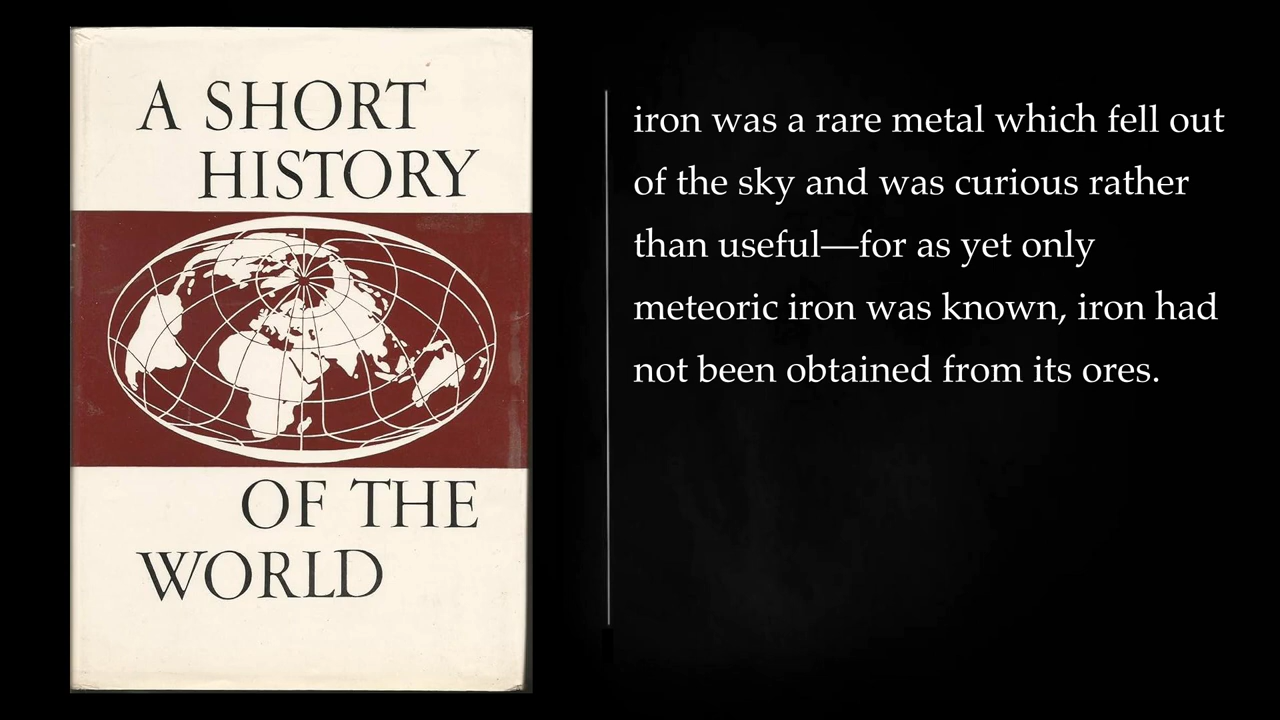 A SHORT
HISTORY
OF THE
WORLD
iron was a rare metal which fell out
of the sky and was curious rather
than useful—for as yet only
meteoric iron was known, iron had
not been obtained from its ores.